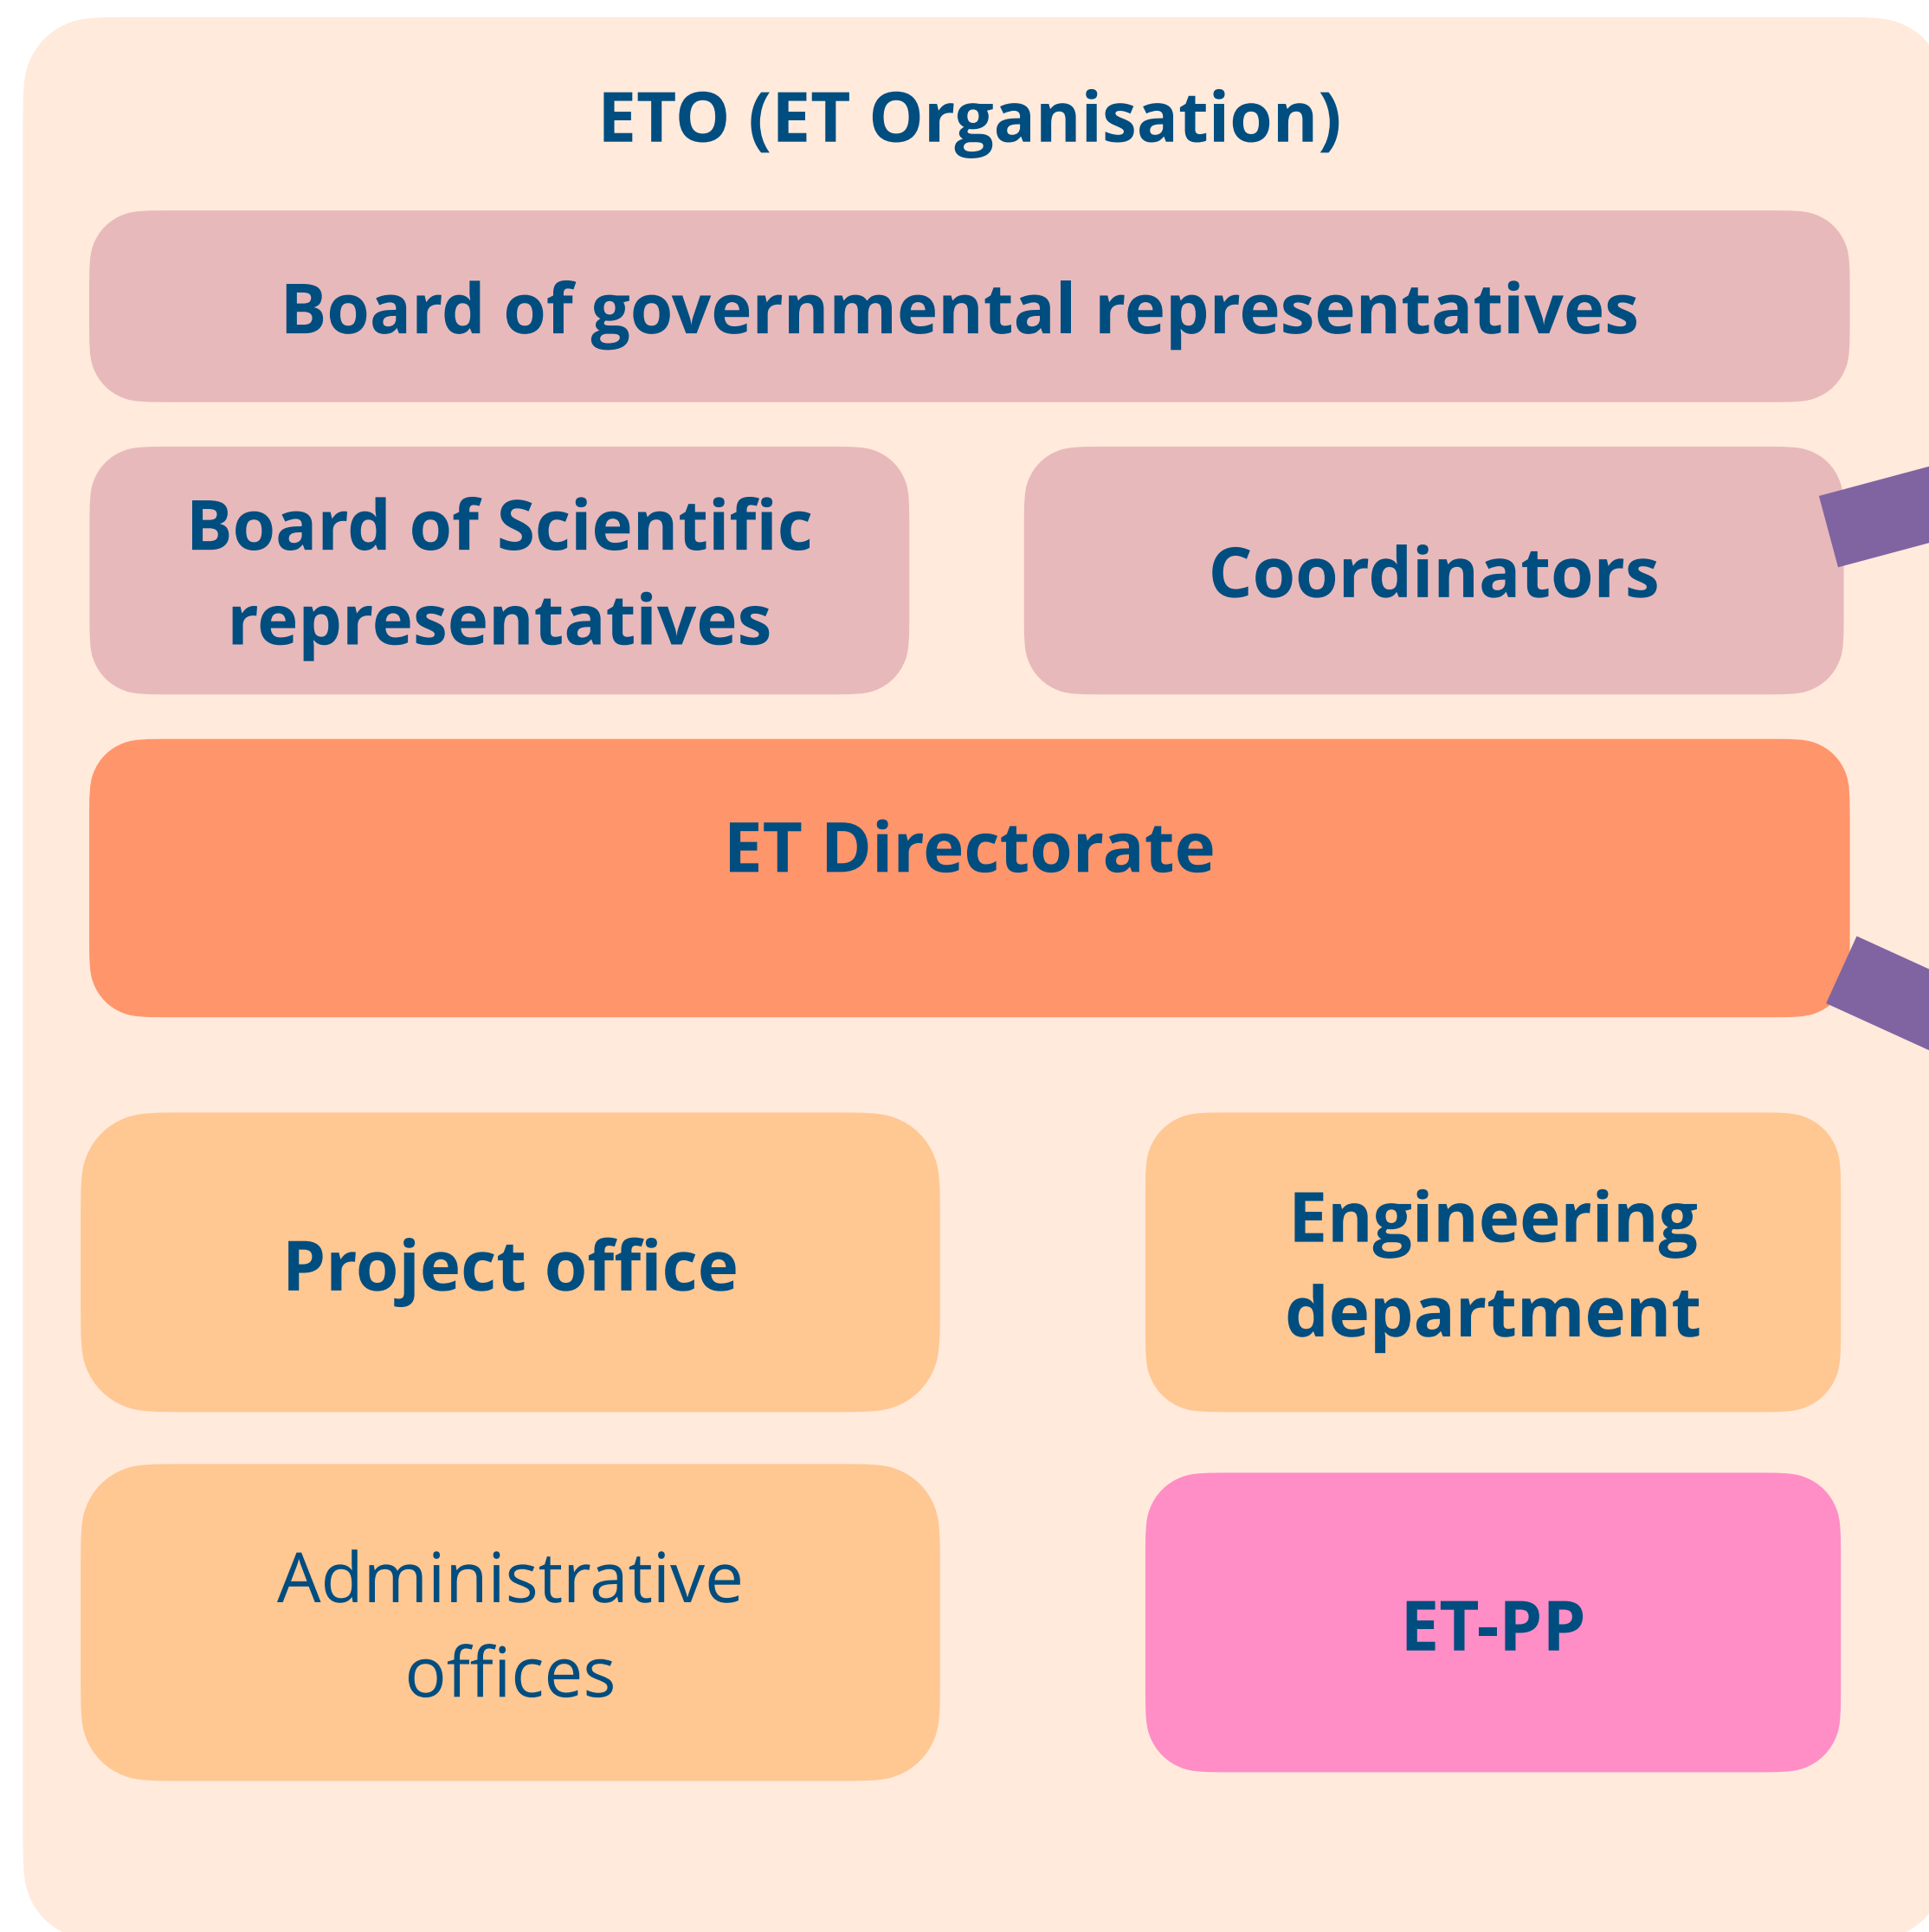 ETO (ET Organisation)
Board of governmental representatives
Board of Scientific
representatives
Coordinators
ET Directorate
Project office
Engineering
department
Administrative
offices
ET-PP